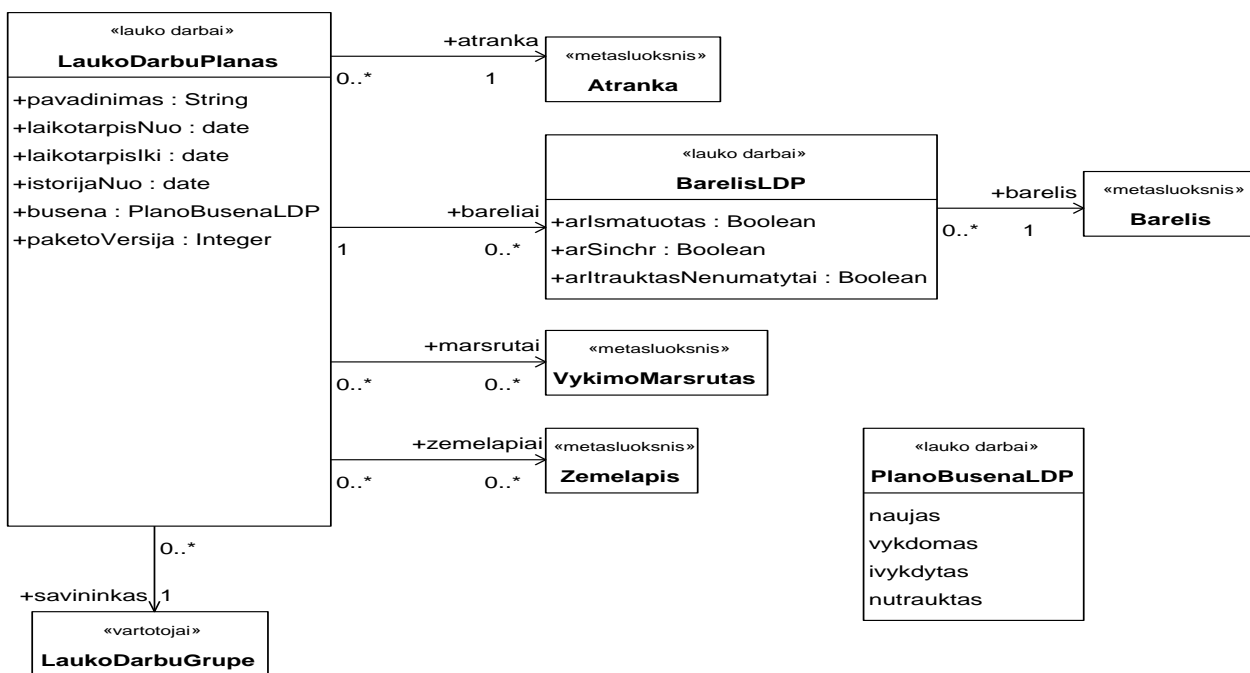 «lauko darbai»
LaukoDarbuPlanas
+pavadinimas : String
+laikotarpisNuo : date
+laikotarpisIki : date
+istorijaNuo : date
+busena : PlanoBusenaLDP
+paketoVersija : Integer
+atranka
0..*
1
«metasluoksnis»
Atranka
+bareliai
1
0..*
«lauko darbai»
BarelisLDP
+arIsmatuotas : Boolean
+arSinchr : Boolean
+arItrauktasNenumatytai : Boolean
+barelis
0..*
1
«metasluoksnis»
Barelis
+marsrutai
0..*
0..*
«metasluoksnis»
VykimoMarsrutas
+zemelapiai
0..*
0..*
«metasluoksnis»
Zemelapis
«lauko darbai»
PlanoBusenaLDP
naujas
vykdomas
ivykdytas
nutrauktas
0..*
+savininkas
1
«vartotojai»
LaukoDarbuGrupe